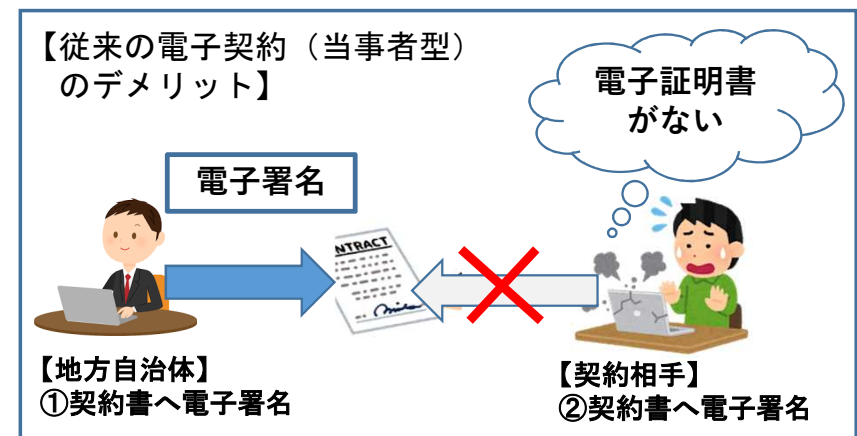 【従来の電子契約（当事者型）
のデメリット】
電子証明書
がない
電子署名
NTRACT
【地方自治体】
①契約書へ電子署名
【契約相手】
②契約書へ電子署名